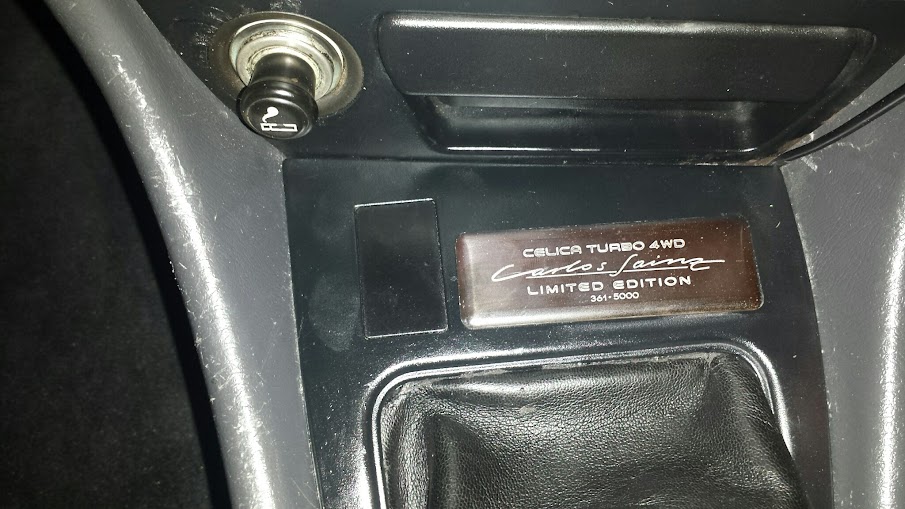 CELICA TURBO 4WD
Carlos Sainz
LIMITED EDITION
361-5000